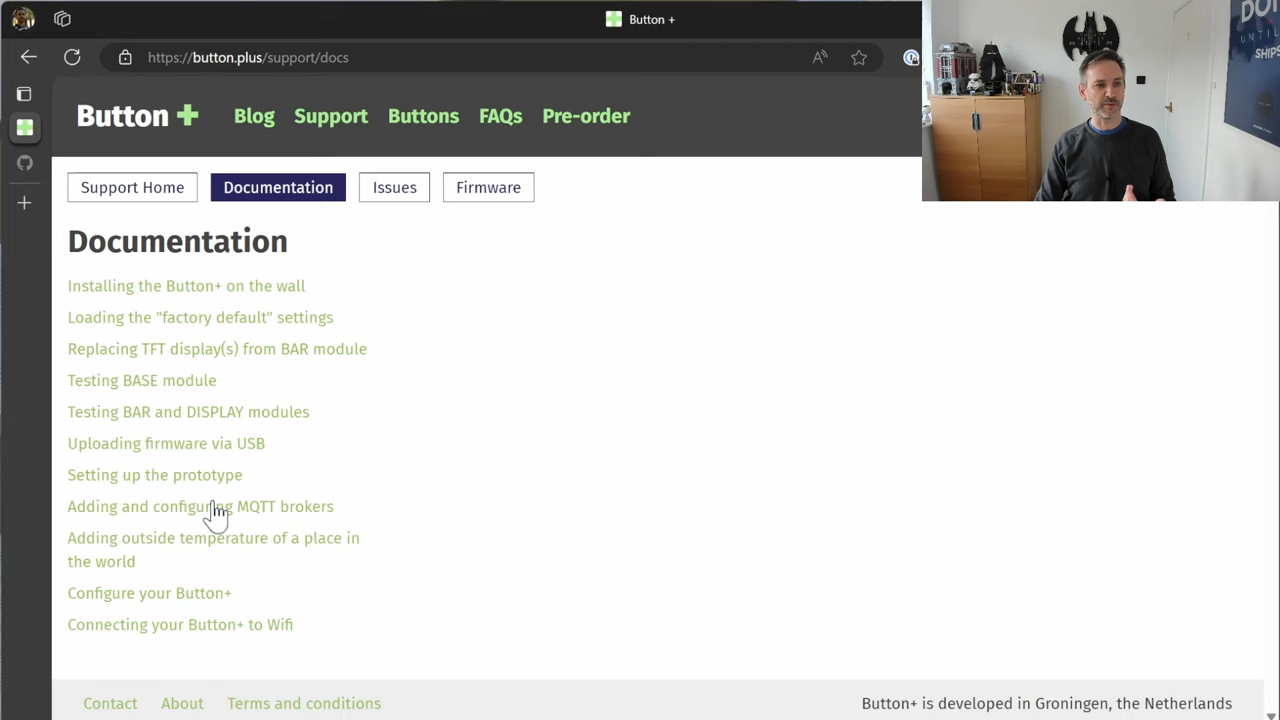 Button +
https://button.plus/support/docs
Button +
Blog
Support
Buttons
FAQs
Pre-order
Support Home
Documentation
Issues
Firmware
Documentation
Installing the Button+ on the wall
Loading the "factory default" settings
Replacing TFT display(s) from BAR module
Testing BASE module
Testing BAR and DISPLAY modules
Uploading firmware via USB
Setting up the prototype
Adding and configuring MQTT brokers
Adding outside temperature of a place in
the world
Configure your Button+
Connecting your Button+ to Wifi
Contact
About
Terms and conditions
Button+ is developed in Groningen, the Netherlands
UNTIL
SHIPS